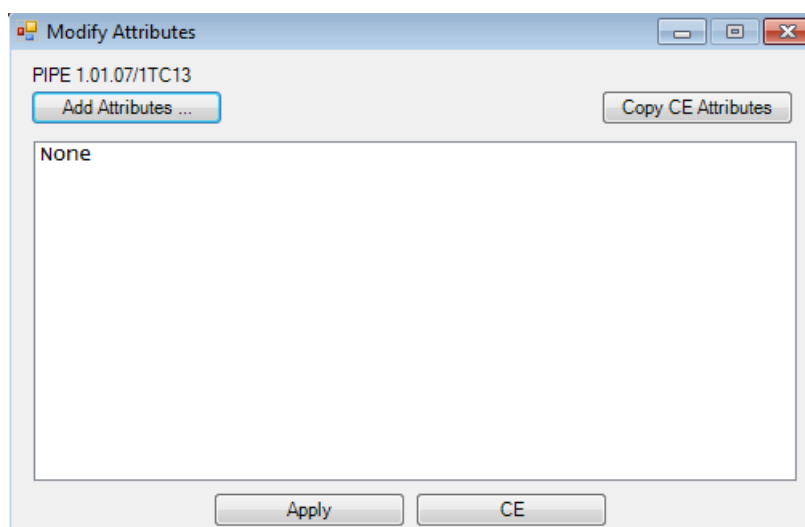 Modify Attributes
PIPE 1.01.07/1TC13
Add Attributes ...
Copy CE Attributes
None
Apply
CE